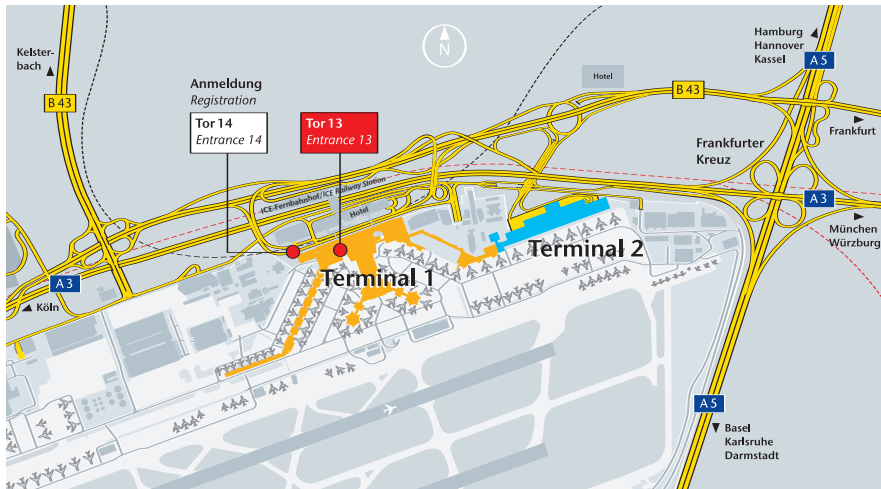 Kelster-
bach
B 43
Anmeldung
Registration
Tor 14
Entrance 14
Tor 13
Entrance 13
N
Hotel
B 43
Hamburg
Hannover
Kassel
A 5
Frankfurt
Frankfurter
Kreuz
A 3
München
Würzburg
ICE-Fernbahnhof/ICE Railway Station
Hotel
Terminal 1
Terminal 2
A 3
Köln
A 5
Basel
Karlsruhe
Darmstadt